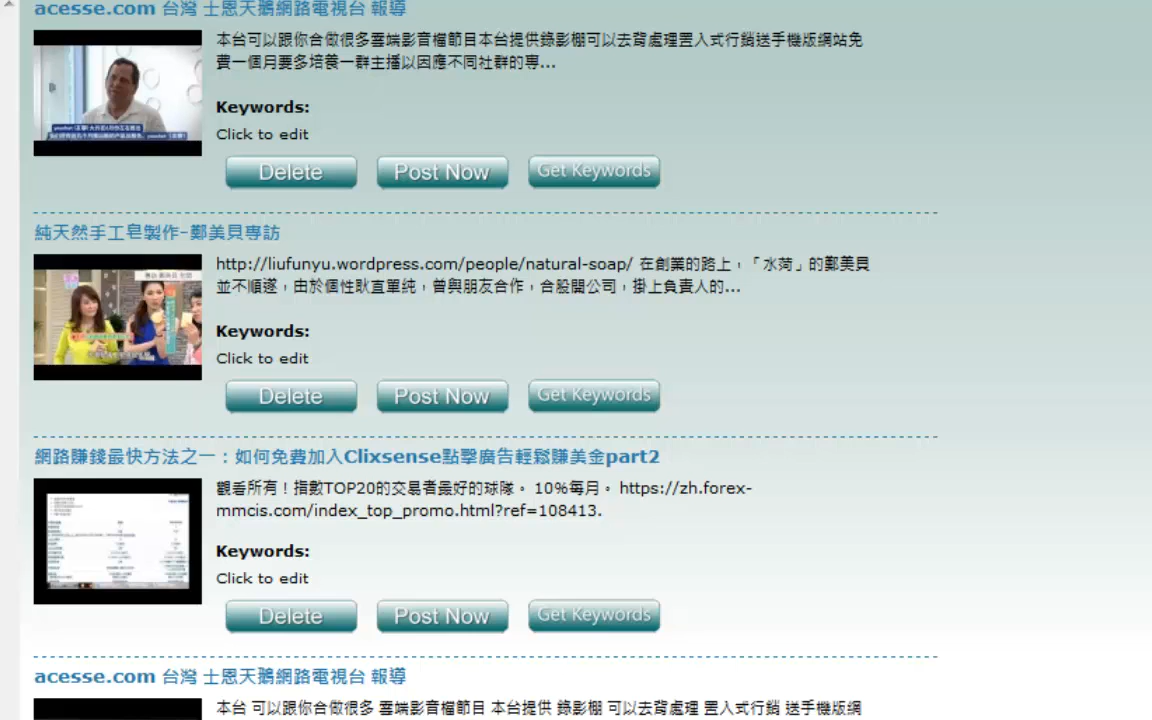 acesse.com 台灣 士恩天鵝網路電視台 報導
本台可以跟你合做很多雲端影音檔節目本台提供錄影棚可以去背處理置入式行銷送手機版網站免
費一個月要多培養一群主播以因應不同社群的專...
Keywords:
Click to edit
Delete Post Now Get Keywords
純天然手工皂製作-鄭美貝專訪
http://liufunyu.wordpress.com/people/natural-soap/ 在創業的路上，「水菏」的鄭美貝
並不順遂，由於個性耿直單純，曾與朋友合作，合股開公司，掛上負責人的...
Keywords:
Click to edit
Delete Post Now Get Keywords
網路賺錢最快方法之一：如何免費加入Clixsense點擊廣告輕鬆賺美金part2
觀看所有！指數TOP20的交易者最好的球隊。 10%每月。 https://zh.forex-
mmcis.com/index_top_promo.html?ref=108413.
Keywords:
Click to edit
Delete Post Now Get Keywords
acesse.com 台灣 士恩天鵝網路電視台 報導
本台 可以跟你合做很多 雲端影音檔節目 本台提供 錄影棚 可以去背處理 置入式行銷 送手機版網